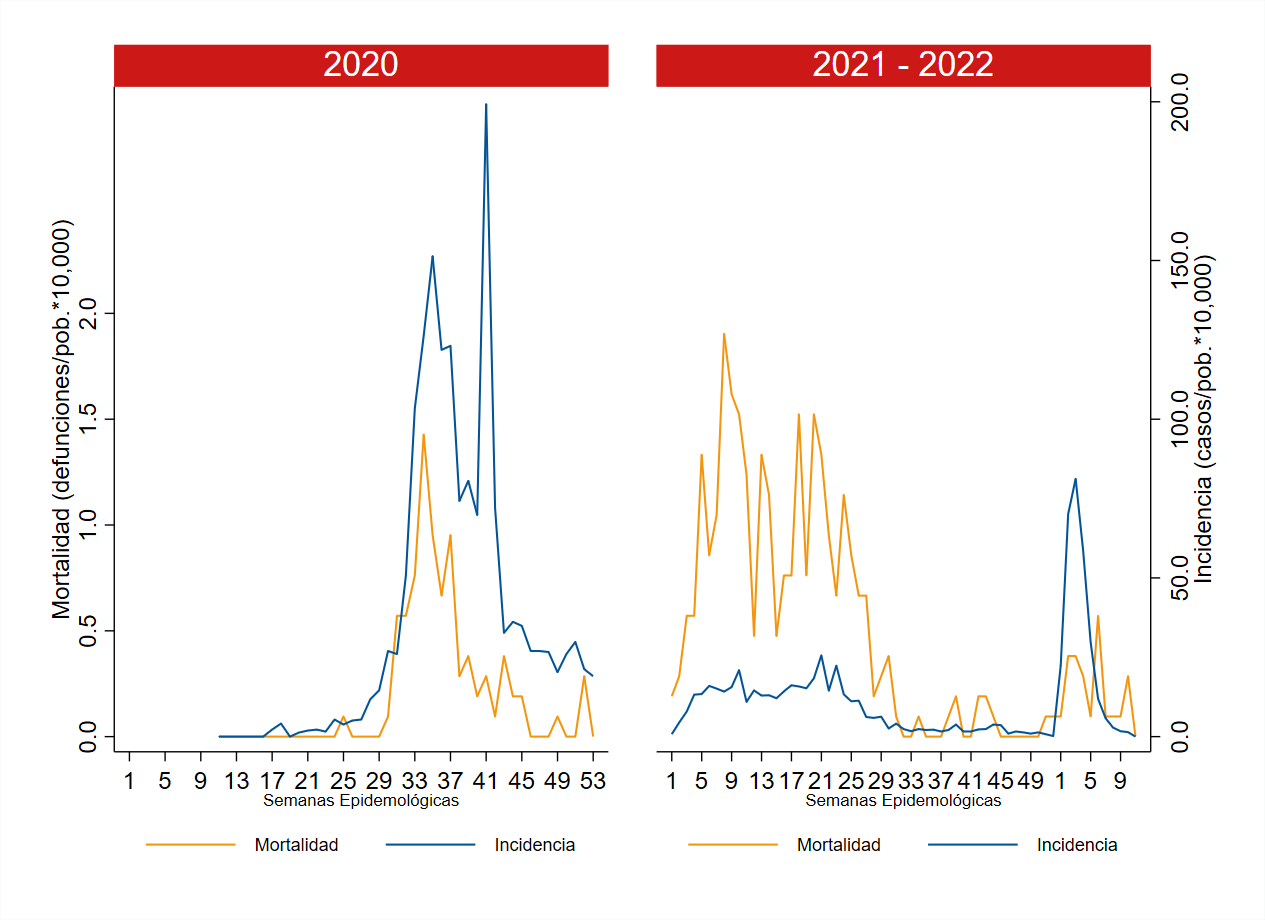 2020
2021 - 2022
Mortalidad (defunciones/pob.*10,000)
0.0 0.5 1.0 1.5 2.0
Incidencia (casos/pob.*10,000)
0.0 50.0 100.0 150.0 200.0
1 5 9 13 17 21 25 29 33 37 41 45 49 53
Semanas Epidemológicas
Mortalidad Incidencia
1 5 9 13 17 21 25 29 33 37 41 45 49 1 5 9
Semanas Epidemológicas
Mortalidad Incidencia